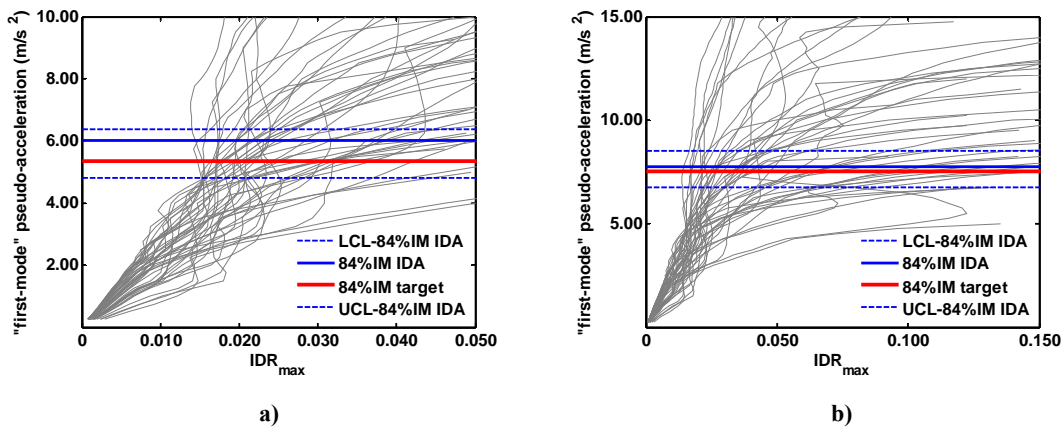 "first-mode" pseudo-acceleration (m/s²)
10.00
8.00
6.00
4.00
2.00
0
0.010
0.020
0.030
0.040
0.050
IDRmax
LCL-84%IM IDA
84%IM IDA
84%IM target
UCL-84%IM IDA
a)
"first-mode" pseudo-acceleration (m/s²)
15.00
10.00
5.00
0
0.050
0.100
0.150
IDRmax
LCL-84%IM IDA
84%IM IDA
84%IM target
UCL-84%IM IDA
b)